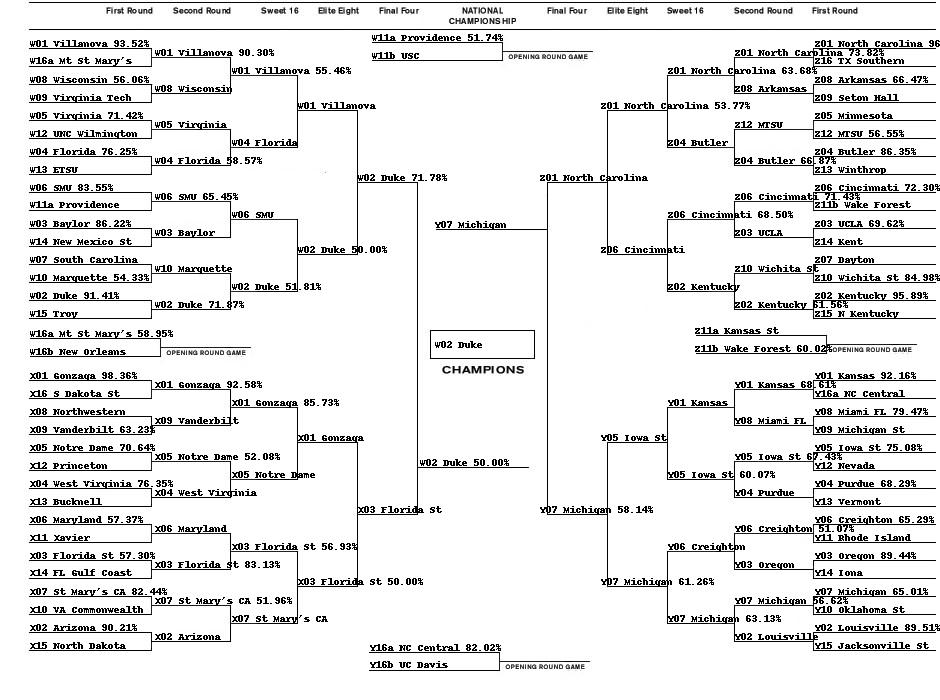 First Round Second Round Sweet 16 Elite Eight Final Four NATIONAL CHAMPIONSHIP Final Four Elite Eight Sweet 16 Second Round First Round
W11a Providence 51.74%
W11b USC
OPENING ROUND GAME
W01 Villanova 93.52%
W16a Mt St Mary's
W08 Wisconsin 56.06%
W09 Virginia Tech
W05 Virginia 71.42%
W12 UNC Wilmington
W04 Florida 76.25%
W13 ETSU
W06 SMU 83.55%
W11a Providence
W03 Baylor 86.22%
W14 New Mexico St
W07 South Carolina
W10 Marquette 54.33%
W02 Duke 91.41%
W15 Troy
W16a Mt St Mary's 58.95%
W16b New Orleans
OPENING ROUND GAME
W01 Villanova 90.30%
W08 Wisconsin
W05 Virginia
W04 Florida 58.57%
W06 SMU 65.45%
W03 Baylor
W10 Marquette
W02 Duke 71.87%
W01 Villanova 55.46%
W04 Florida
W06 SMU
W02 Duke 51.81%
W01 Villanova
W02 Duke 50.00%
W02 Duke 71.78%
X01 Gonzaga 98.36%
X16 S Dakota St
X08 Northwestern
X09 Vanderbilt 63.23%
X05 Notre Dame 70.64%
X12 Princeton
X04 West Virginia 76.35%
X13 Bucknell
X06 Maryland 57.37%
X11 Xavier
X03 Florida St 57.30%
X14 FL Gulf Coast
X07 St Mary's CA 82.44%
X10 VA Commonwealth
X02 Arizona 90.21%
X15 North Dakota
X01 Gonzaga 92.58%
X09 Vanderbilt
X05 Notre Dame 52.08%
X04 West Virginia
X06 Maryland
X03 Florida St 83.13%
X07 St Mary's CA 51.96%
X02 Arizona
X01 Gonzaga 85.73%
X05 Notre Dame
X03 Florida St 56.93%
X07 St Mary's CA
X01 Gonzaga
X03 Florida St 50.00%
X03 Florida St
W02 Duke 50.00%
Y07 Michigan
W02 Duke
CHAMPIONS
Z01 North Carolina
Y07 Michigan 58.14%
Z01 North Carolina 53.77%
Z06 Cincinnati
Z01 North Carolina 63.68%
Z04 Butler
Z06 Cincinnati 68.50%
Z02 Kentucky
Z01 North Carolina 73.82%
Z08 Arkansas
Z12 MTSU
Z04 Butler 66.87%
Z06 Cincinnati 71.43%
Z03 UCLA
Z10 Wichita St
Z02 Kentucky 61.56%
Z01 North Carolina 96
Z16 TX Southern
Z08 Arkansas 66.47%
Z09 Seton Hall
Z05 Minnesota
Z12 MTSU 56.55%
Z04 Butler 86.35%
Z13 Winthrop
Z06 Cincinnati 72.30%
Z11b Wake Forest
Z03 UCLA 69.62%
Z14 Kent
Z07 Dayton
Z10 Wichita St 84.98%
Z02 Kentucky 95.89%
Z15 N Kentucky
Z11a Kansas St
Z11b Wake Forest 60.02%
OPENING ROUND GAME
Y05 Iowa St
Y07 Michigan 61.26%
Y01 Kansas
Y05 Iowa St 60.07%
Y06 Creighton
Y07 Michigan 63.13%
Y01 Kansas 68.61%
Y08 Miami FL
Y05 Iowa St 67.43%
Y04 Purdue
Y06 Creighton 51.07%
Y03 Oregon
Y07 Michigan 56.62%
Y02 Louisville
Y01 Kansas 92.16%
Y16a NC Central
Y08 Miami FL 79.47%
Y09 Michigan St
Y05 Iowa St 75.08%
Y12 Nevada
Y04 Purdue 68.29%
Y13 Vermont
Y06 Creighton 65.29%
Y11 Rhode Island
Y03 Oregon 89.44%
Y14 Iona
Y07 Michigan 65.01%
Y10 Oklahoma St
Y02 Louisville 89.51%
Y15 Jacksonville St
Y16a NC Central 82.02%
Y16b UC Davis
OPENING ROUND GAME